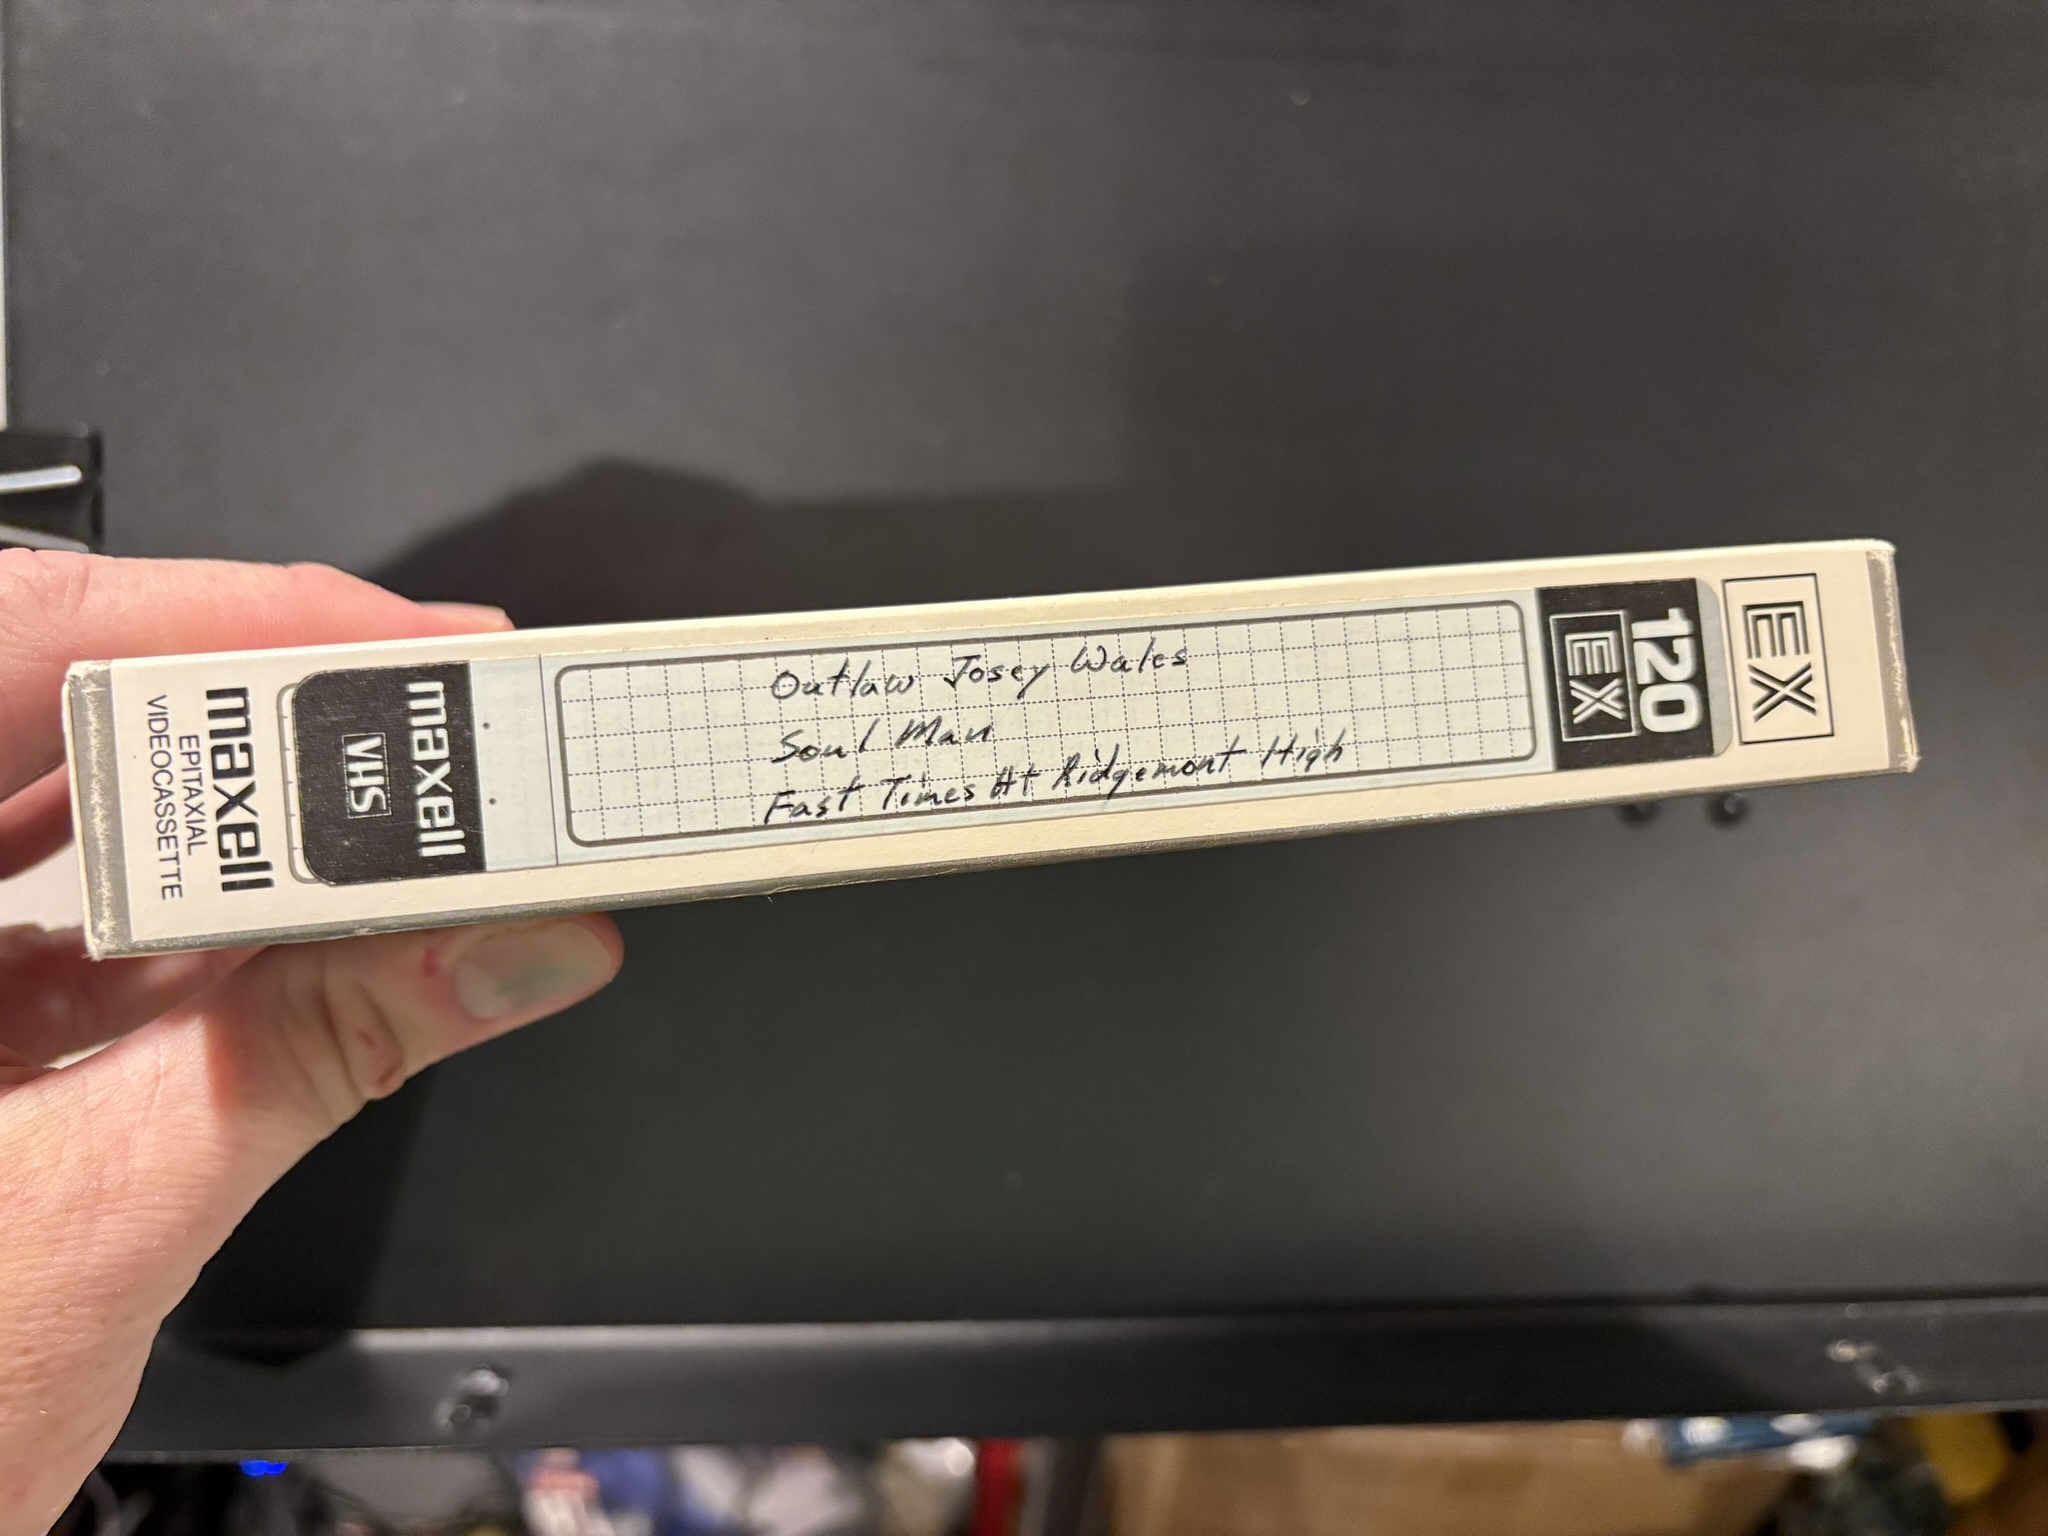 maxell
EPITAXIAL
VIDEOCASSETTE
maxell
VHS
Outlaw Josey Wales
Soul Man
Fast Times At Ridgemont High
120
EX
EX